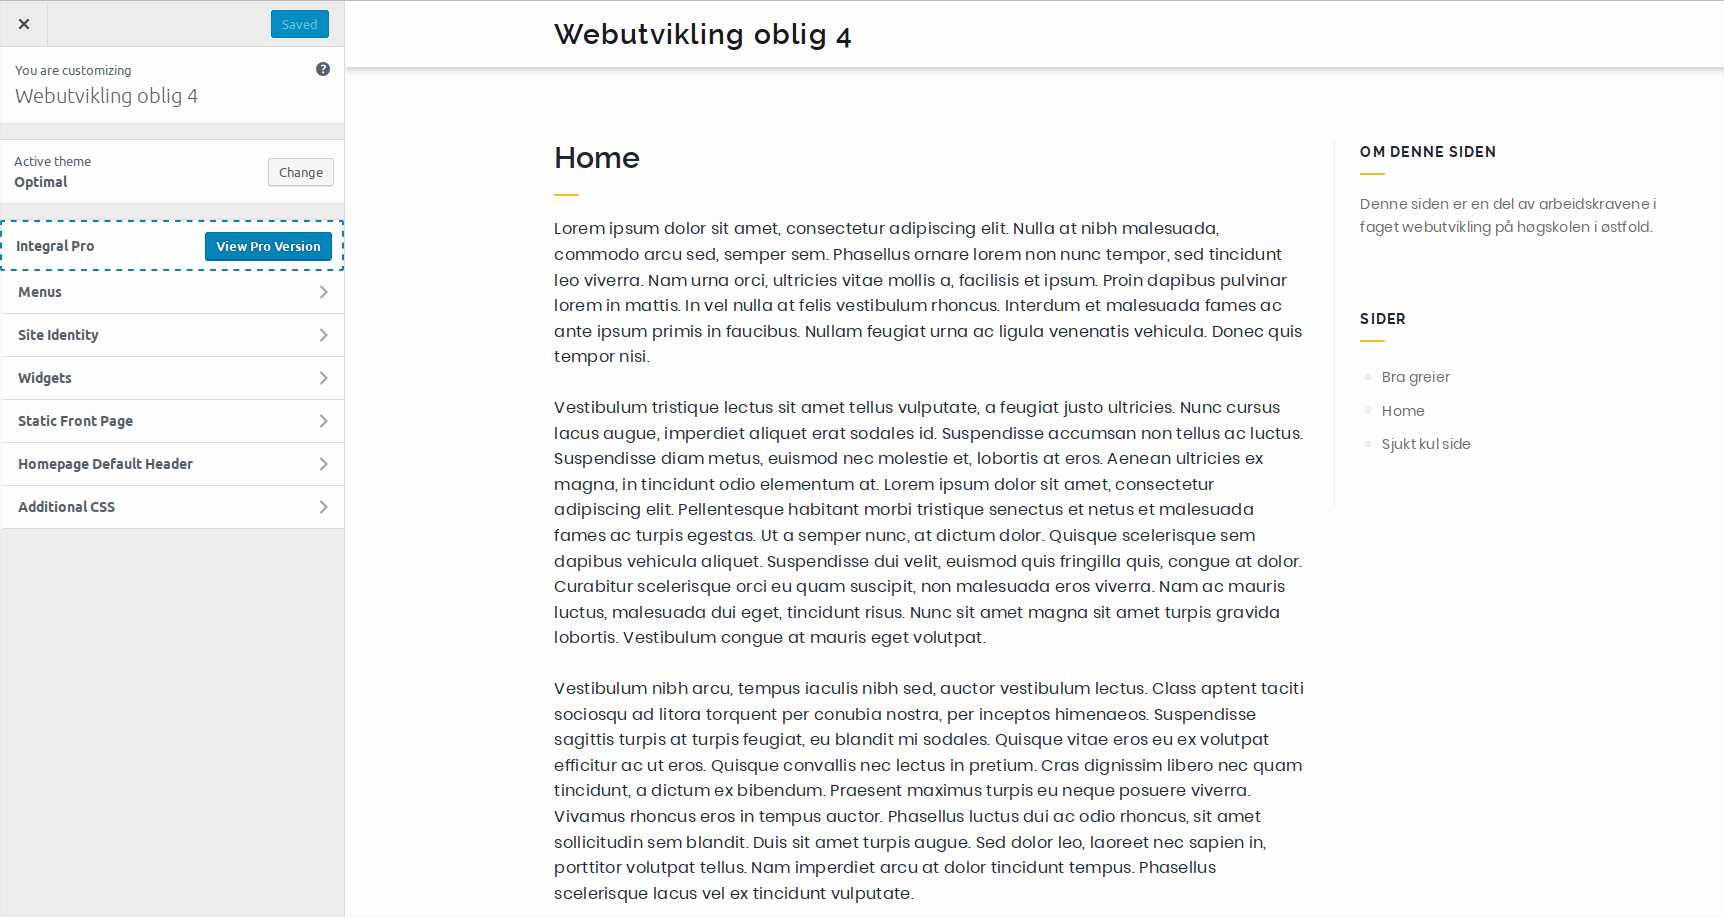 Saved
You are customizing
Webutvikling oblig 4
Active theme
Optimal
Change
Integral Pro
View Pro Version
Menus
Site Identity
Widgets
Static Front Page
Homepage Default Header
Additional CSS
Webutvikling oblig 4
Home
Lorem ipsum dolor sit amet, consectetur adipiscing elit. Nulla at nibh malesuada,
commodo arcu sed, semper sem. Phasellus ornare lorem non nunc tempor, sed tincidunt
leo viverra. Nam urna orci, ultricies vitae mollis a, facilisis et ipsum. Proin dapibus pulvinar
lorem in mattis. In vel nulla at felis vestibulum rhoncus. Interdum et malesuada fames ac
ante ipsum primis in faucibus. Nullam feugiat urna ac ligula venenatis vehicula. Donec quis
tempor nisi.
Vestibulum tristique lectus sit amet tellus vulputate, a feugiat justo ultricies. Nunc cursus
lacus augue, imperdiet aliquet erat sodales id. Suspendisse accumsan non tellus ac luctus.
Suspendisse diam metus, euismod nec molestie et, lobortis at eros. Aenean ultricies ex
magna, in tincidunt odio elementum at. Lorem ipsum dolor sit amet, consectetur
adipiscing elit. Pellentesque habitant morbi tristique senectus et netus et malesuada
fames ac turpis egestas. Ut a semper nunc, at dictum dolor. Quisque scelerisque sem
dapibus vehicula aliquet. Suspendisse dui velit, euismod quis fringilla quis, congue at dolor.
Curabitur scelerisque orci eu quam suscipit, non malesuada eros viverra. Nam ac mauris
luctus, malesuada dui eget, tincidunt risus. Nunc sit amet magna sit amet turpis gravida
lobortis. Vestibulum congue at mauris eget volutpat.
Vestibulum nibh arcu, tempus iaculis nibh sed, auctor vestibulum lectus. Class aptent taciti
sociosqu ad litora torquent per conubia nostra, per inceptos himenaeos. Suspendisse
sagittis turpis at turpis feugiat, eu blandit mi sodales. Quisque vitae eros eu ex volutpat
efficitur ac ut eros. Quisque convallis nec lectus in pretium. Cras dignissim libero nec quam
tincidunt, a dictum ex bibendum. Praesent maximus turpis eu neque posuere viverra.
Vivamus rhoncus eros in tempus auctor. Phasellus luctus dui ac odio rhoncus, sit amet
sollicitudin sem blandit. Duis sit amet turpis augue. Sed dolor leo, laoreet nec sapien in,
porttitor volutpat tellus. Nam imperdiet arcu at dolor tincidunt tempus. Phasellus
scelerisque lacus vel ex tincidunt vulputate.
OM DENNE SIDEN
Denne siden er en del av arbeidskravene i
faget webutvikling på høgskolen i østfold.
SIDER
Bra greier
Home
Sjukt kul side